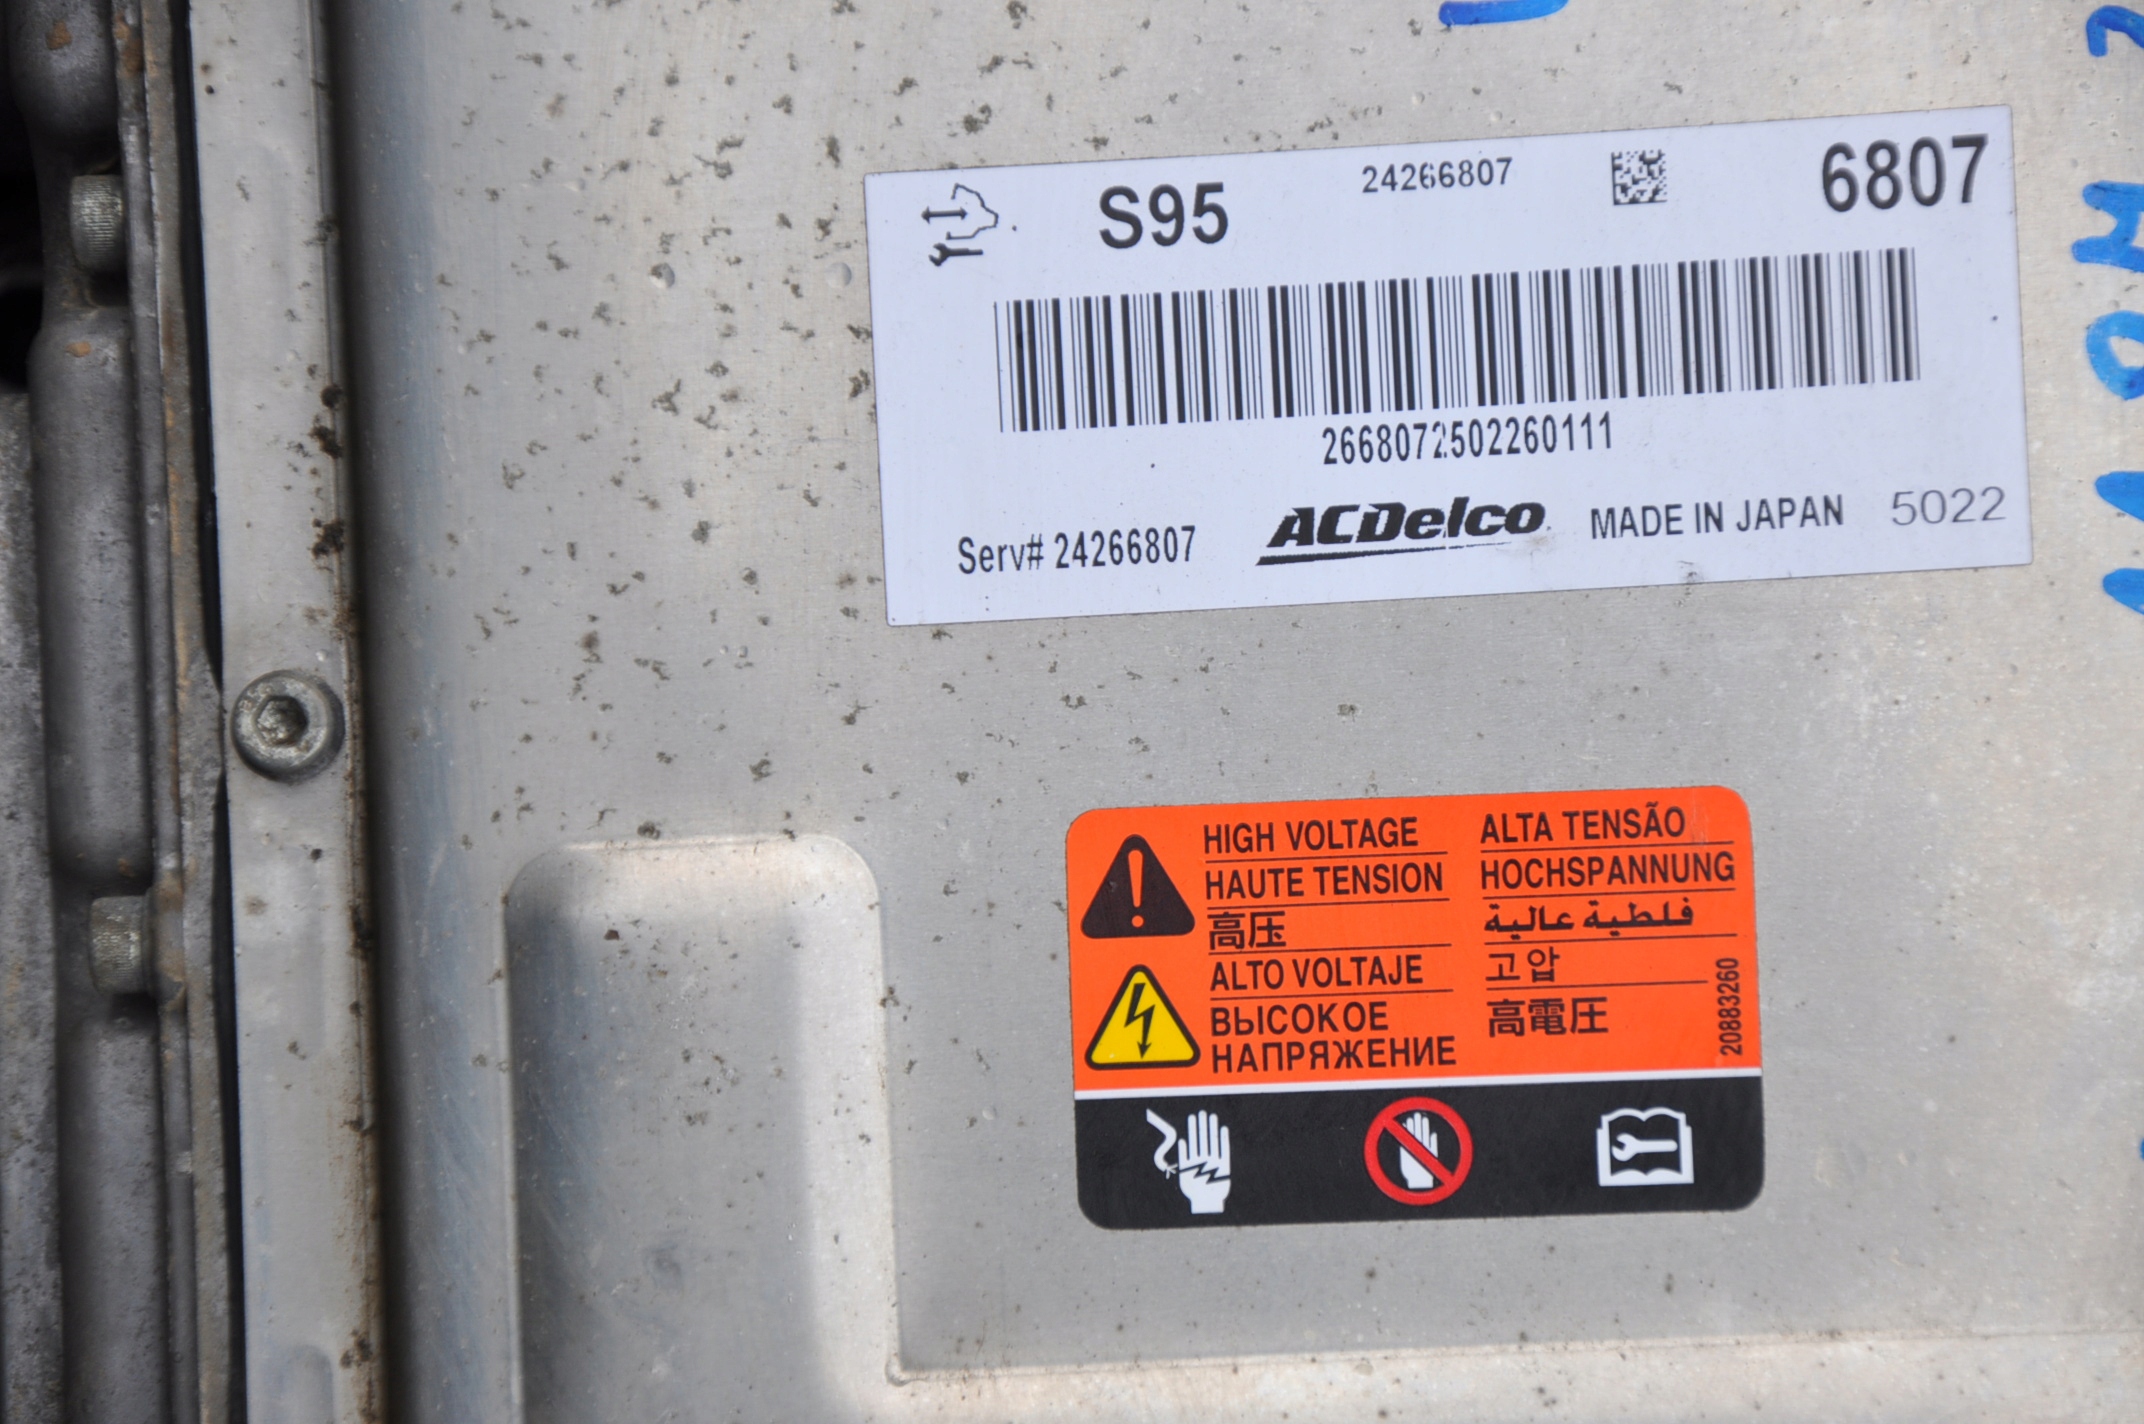 S95
24266807
6807
2668072502260111
Serv# 24266807
ACDelco
MADE IN JAPAN
5022
HIGH VOLTAGE
HAUTE TENSION
高压
ALTO VOLTAJE
ВЫСОКОЕ
НАПРЯЖЕНИЕ
ALTA TENSÃO
HOCHSPANNUNG
فلطية عالية
고압
高電圧
20883260